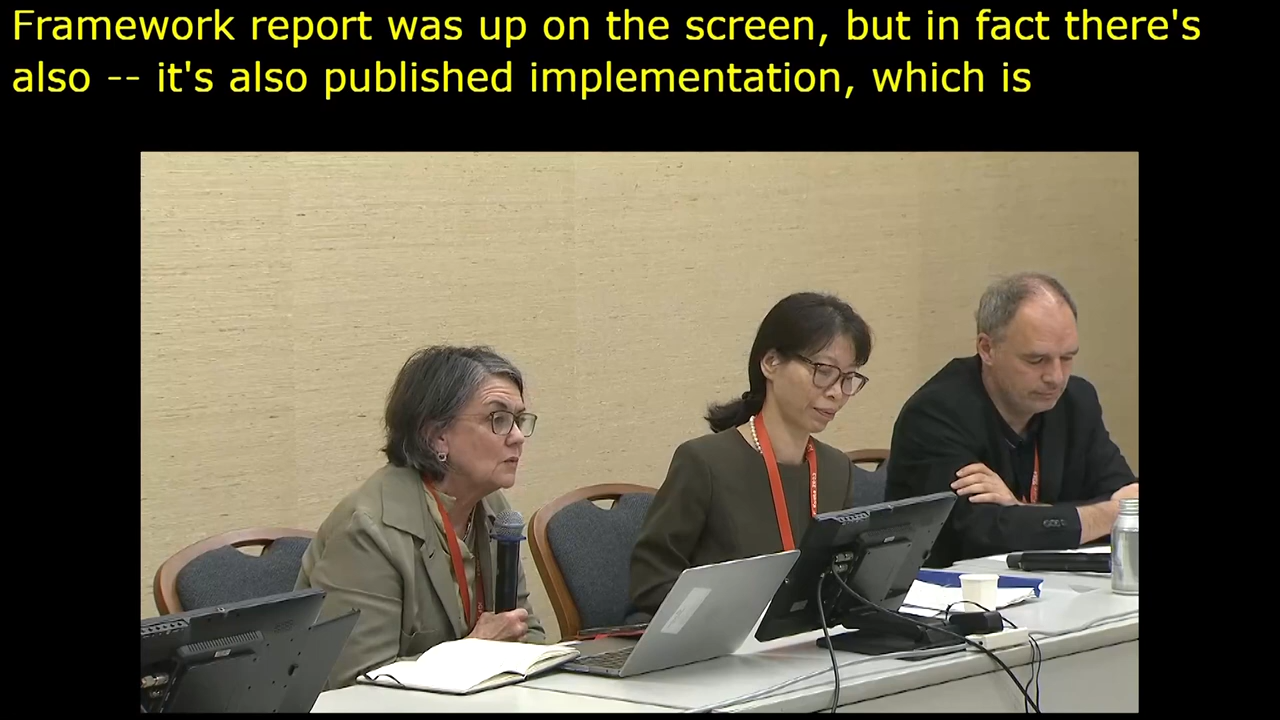 Framework report was up on the screen, but in fact there's
also -- it's also published implementation, which is